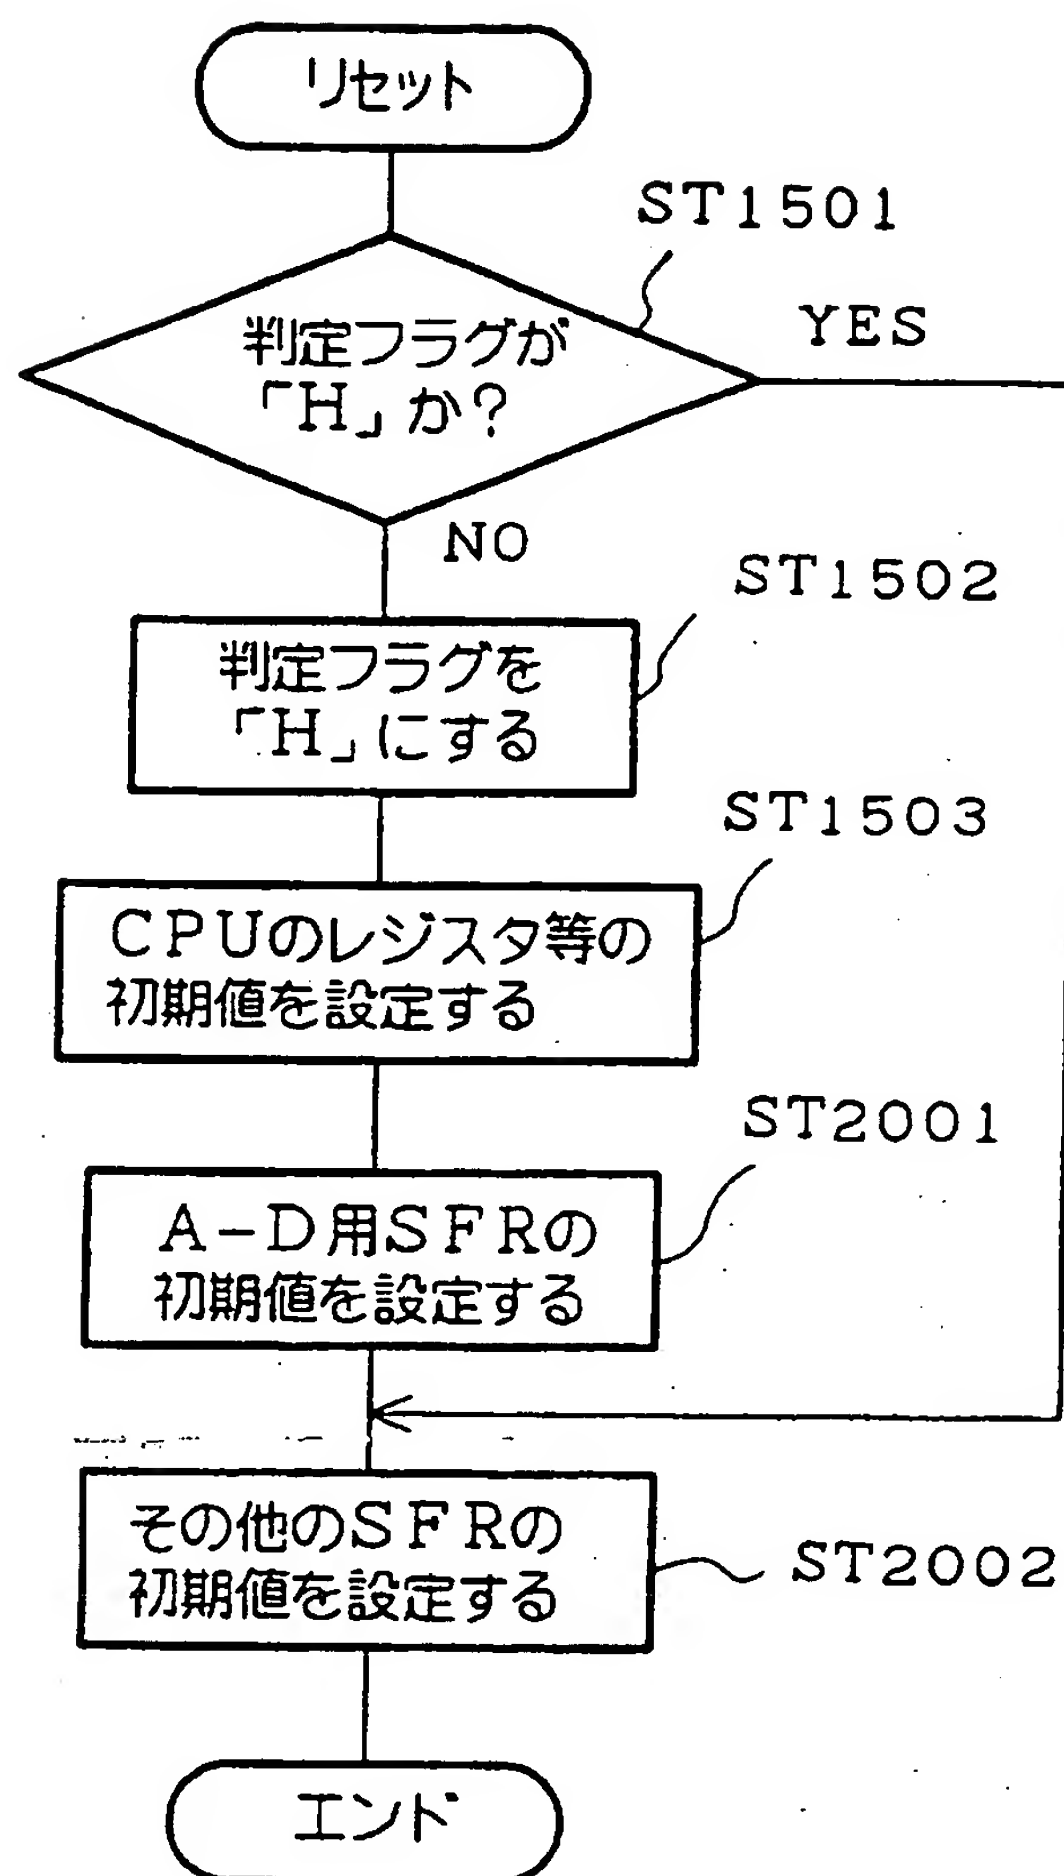 リセット
ST1501
判定フラグが
「H」か?
YES
NO
ST1502
判定フラグを
「H」にする
ST1503
CPUのレジスタ等の
初期値を設定する
ST2001
A-D用SFRの
初期値を設定する
その他のSFRの
初期値を設定する
ST2002
エンド